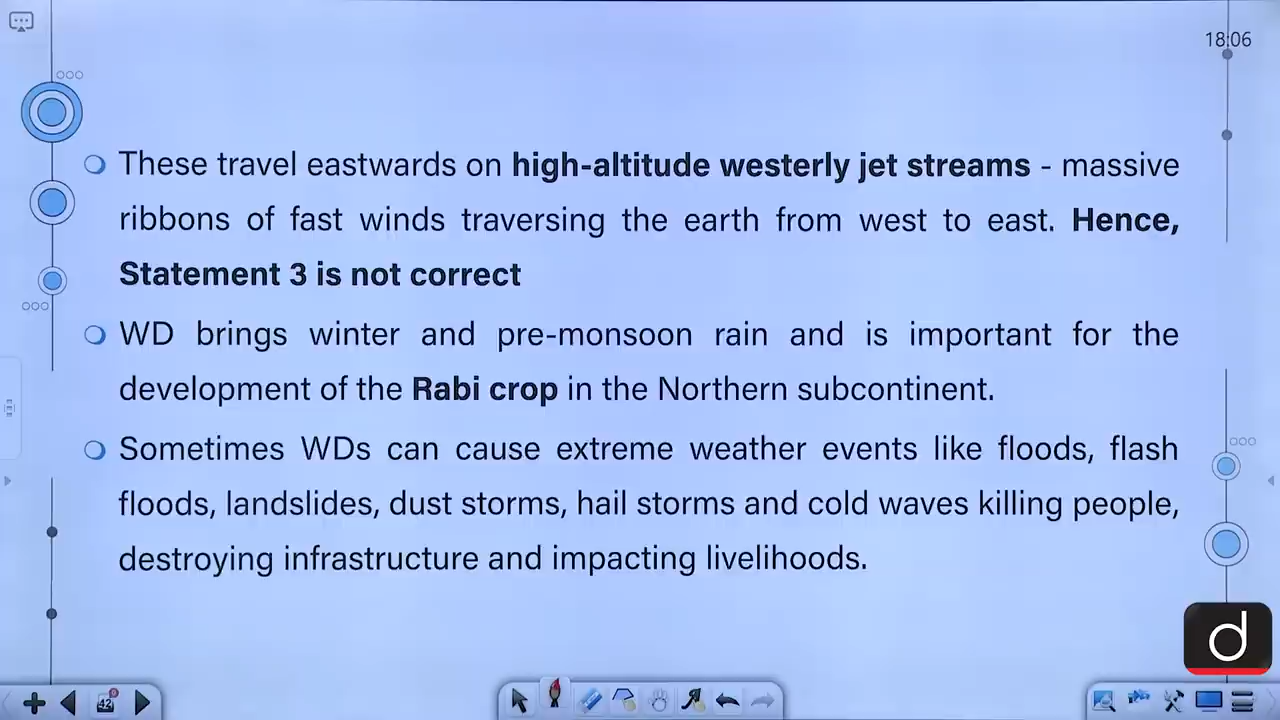 18:06
These travel eastwards on high-altitude westerly jet streams - massive
ribbons of fast winds traversing the earth from west to east. Hence,
Statement 3 is not correct
WD brings winter and pre-monsoon rain and is important for the
development of the Rabi crop in the Northern subcontinent.
Sometimes WDs can cause extreme weather events like floods, flash
floods, landslides, dust storms, hail storms and cold waves killing people,
destroying infrastructure and impacting livelihoods.
d
42